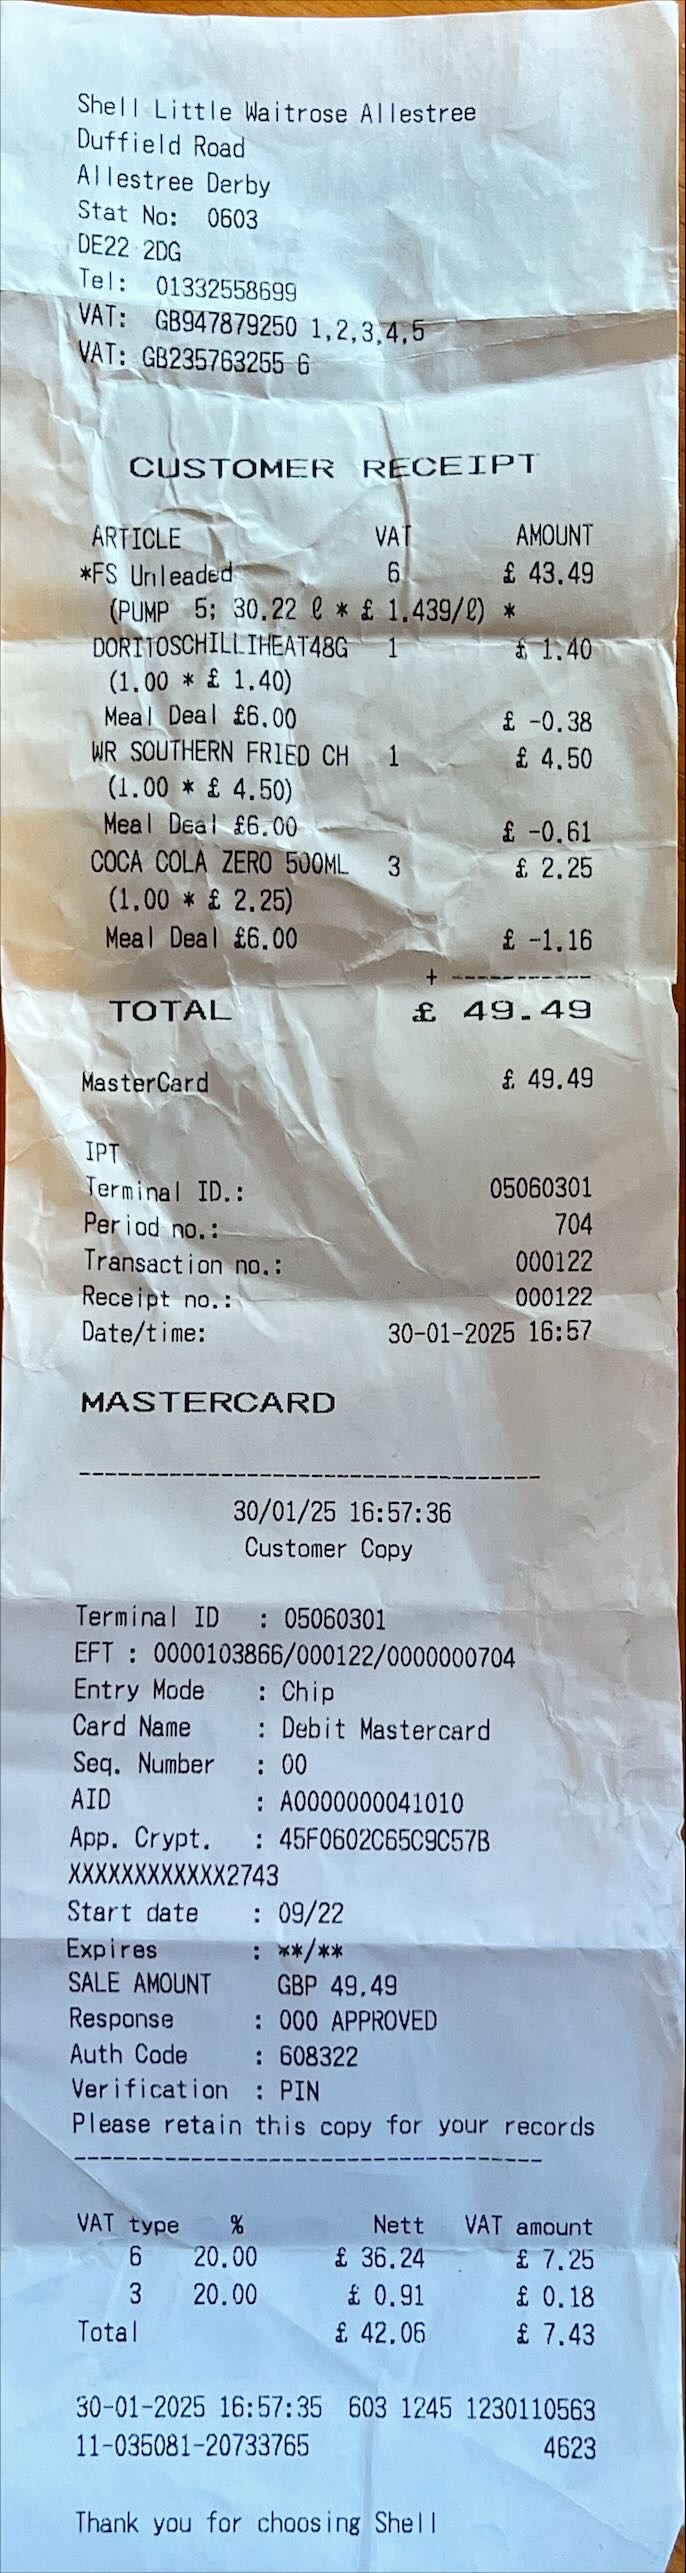 Shell Little Waitrose Allestree
Duffield Road
Allestree Derby
Stat No: 0603
DE22 2DG
Tel: 01332558699
VAT: GB947879250 1,2,3,4,5
VAT: GB235763255 6
CUSTOMER RECEIPT
ARTICLE VAT AMOUNT
*FS Unleaded 6 £ 43.49
(PUMP 5; 30.22 ℓ * £ 1.439/ℓ) *
DORITOSCHILLIHEAT48G 1 £ 1.40
(1.00 * £ 1.40)
Meal Deal £6.00 £ -0.38
WR SOUTHERN FRIED CH 1 £ 4.50
(1.00 * £ 4.50)
Meal Deal £6.00 £ -0.61
COCA COLA ZERO 500ML 3 £ 2.25
(1.00 * £ 2.25)
Meal Deal £6.00 £ -1.16
+ -----------
TOTAL £ 49.49
MasterCard £ 49.49
IPT
Terminal ID.: 05060301
Period no.: 704
Transaction no.: 000122
Receipt no.: 000122
Date/time: 30-01-2025 16:57
MASTERCARD
-----------------------------------
30/01/25 16:57:36
Customer Copy
Terminal ID : 05060301
EFT : 0000103866/000122/0000000704
Entry Mode : Chip
Card Name : Debit Mastercard
Seq. Number : 00
AID : A0000000041010
App. Crypt. : 45F0602C65C9C57B
XXXXXXXXXXXX2743
Start date : 09/22
Expires : **/**
SALE AMOUNT GBP 49.49
Response : 000 APPROVED
Auth Code : 608322
Verification : PIN
Please retain this copy for your records
-----------------------------------
VAT type % Nett VAT amount
6 20.00 £ 36.24 £ 7.25
3 20.00 £ 0.91 £ 0.18
Total £ 42.06 £ 7.43
30-01-2025 16:57:35 603 1245 1230110563
11-035081-20733765 4623
Thank you for choosing Shell